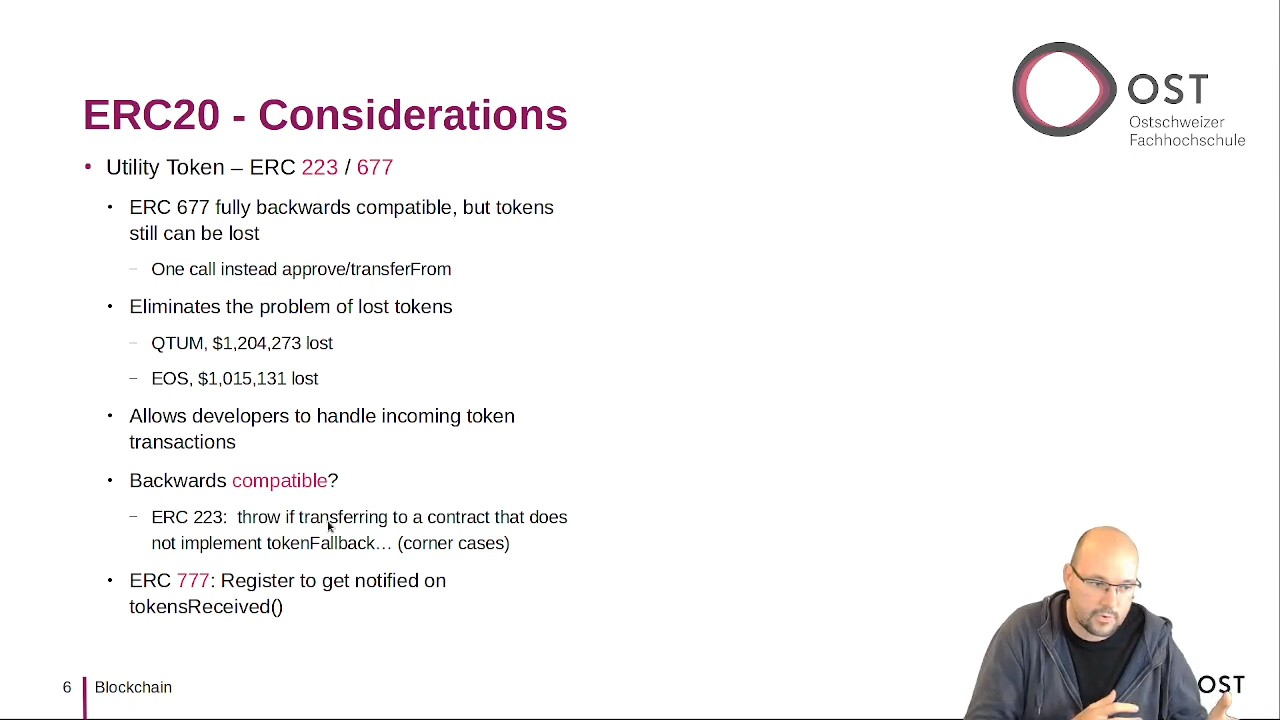 OST
Ostschweizer
Fachhochschule
ERC20 - Considerations
• Utility Token – ERC 223 / 677
• ERC 677 fully backwards compatible, but tokens
still can be lost
– One call instead approve/transferFrom
• Eliminates the problem of lost tokens
– QTUM, $1,204,273 lost
– EOS, $1,015,131 lost
• Allows developers to handle incoming token
transactions
• Backwards compatible?
– ERC 223:  throw if transferring to a contract that does
not implement tokenFallback… (corner cases)
• ERC 777: Register to get notified on
tokensReceived()
6 Blockchain
OST